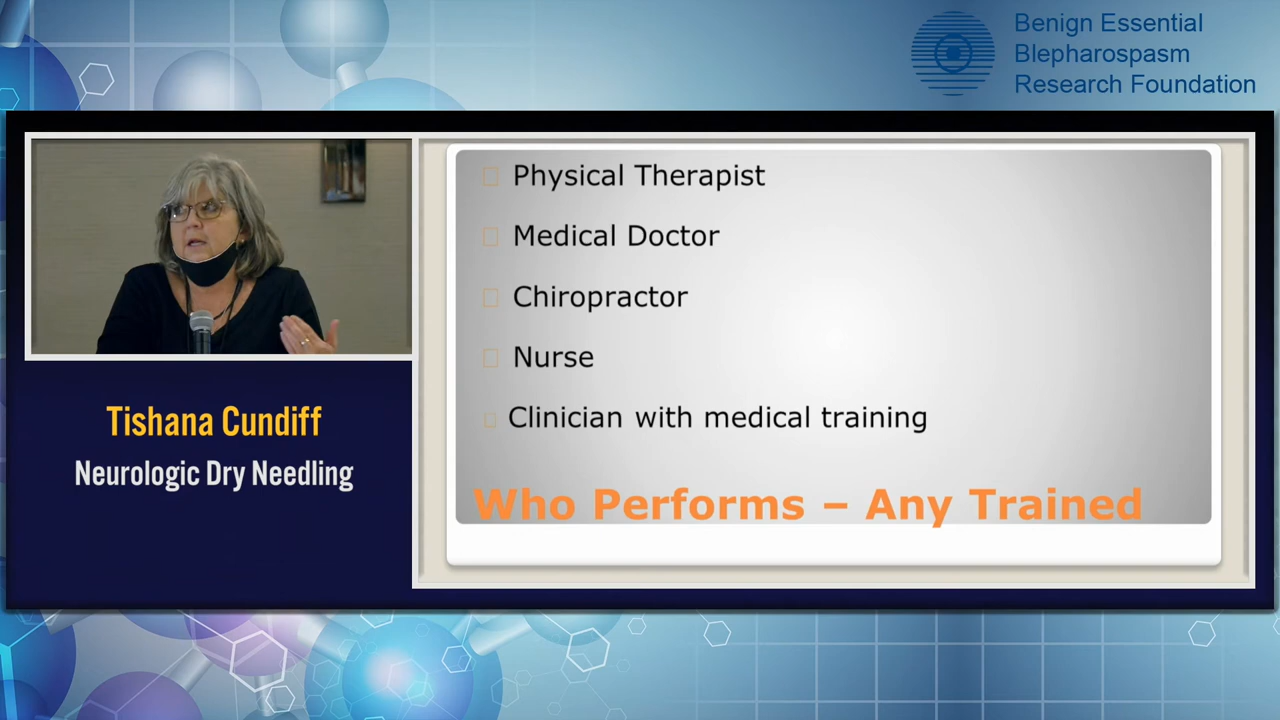 Benign Essential
Blepharospasm
Research Foundation
Tishana Cundiff
Neurologic Dry Needling
Physical Therapist
Medical Doctor
Chiropractor
Nurse
Clinician with medical training
Who Performs – Any Trained